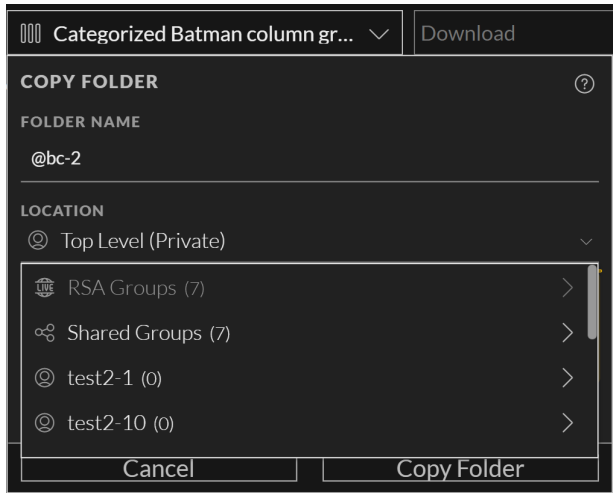 Categorized Batman column gr...
Download
COPY FOLDER
?
FOLDER NAME
@bc-2
LOCATION
Top Level (Private)
LIVE
RSA Groups (7)
Shared Groups (7)
test2-1 (0)
test2-10 (0)
Cancel
Copy Folder